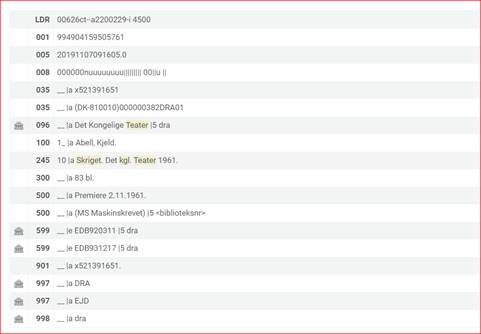 LDR 00626ct--a2200229-i 4500
001 994904159505761
005 20191107091605.0
008 000000nuuuuuuuu||||||||| 00||u ||
035 __ |a x521391651
035 __ |a (DK-810010)000000382DRA01
096 __ |a Det Kongelige Teater |5 dra
100 1_ |a Abell, Kjeld.
245 10 |a Skriget. Det kgl. Teater 1961.
300 __ |a 83 bl.
500 __ |a Premiere 2.11.1961.
500 __ |a (MS Maskinskrevet) |5 <biblioteksnr>
599 __ |e EDB920311 |5 dra
599 __ |e EDB931217 |5 dra
901 __ |a x521391651.
997 __ |a DRA
997 __ |a EJD
998 __ |a dra